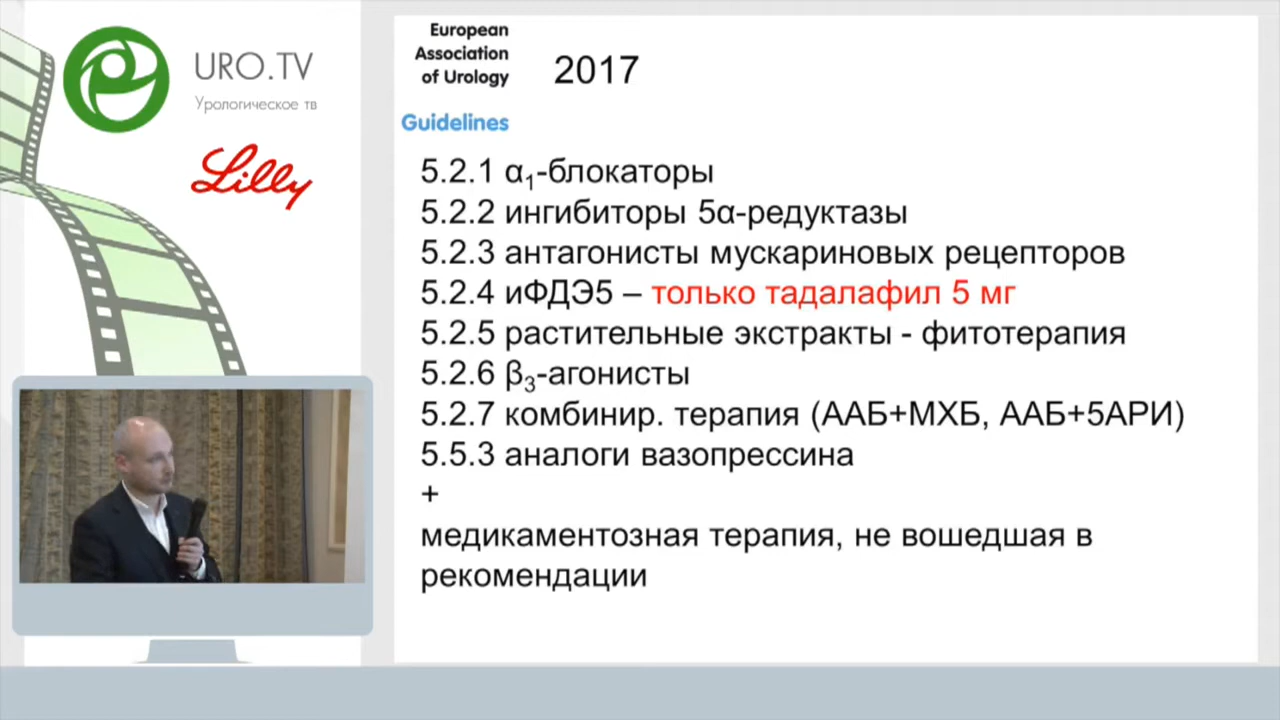 URO.TV
Урологическое тв
Lilly
European
Association
of Urology
2017
Guidelines
5.2.1 α₁-блокаторы
5.2.2 ингибиторы 5α-редуктазы
5.2.3 антагонисты мускариновых рецепторов
5.2.4 иФДЭ5 – только тадалафил 5 мг
5.2.5 растительные экстракты - фитотерапия
5.2.6 β₃-агонисты
5.2.7 комбинир. терапия (ААБ+МХБ, ААБ+5АРИ)
5.5.3 аналоги вазопрессина
+
медикаментозная терапия, не вошедшая в
рекомендации